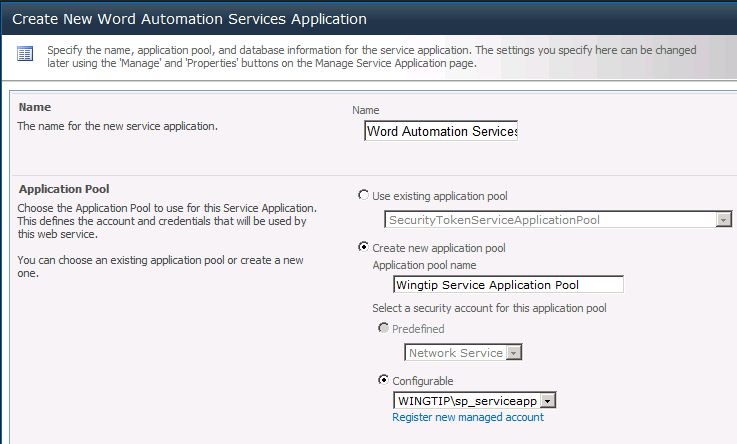 Create New Word Automation Services Application
Specify the name, application pool, and database information for the service application. The settings you specify here can be changed
later using the 'Manage' and 'Properties' buttons on the Manage Service Application page.
Name
The name for the new service application.
Name
Word Automation Services
Application Pool
Choose the Application Pool to use for this Service Application.
This defines the account and credentials that will be used by
this web service.
You can choose an existing application pool or create a new
one.
Use existing application pool
SecurityTokenServiceApplicationPool
Create new application pool
Application pool name
Wingtip Service Application Pool
Select a security account for this application pool
Predefined
Network Service
Configurable
WINGTIP\sp_serviceapp
Register new managed account